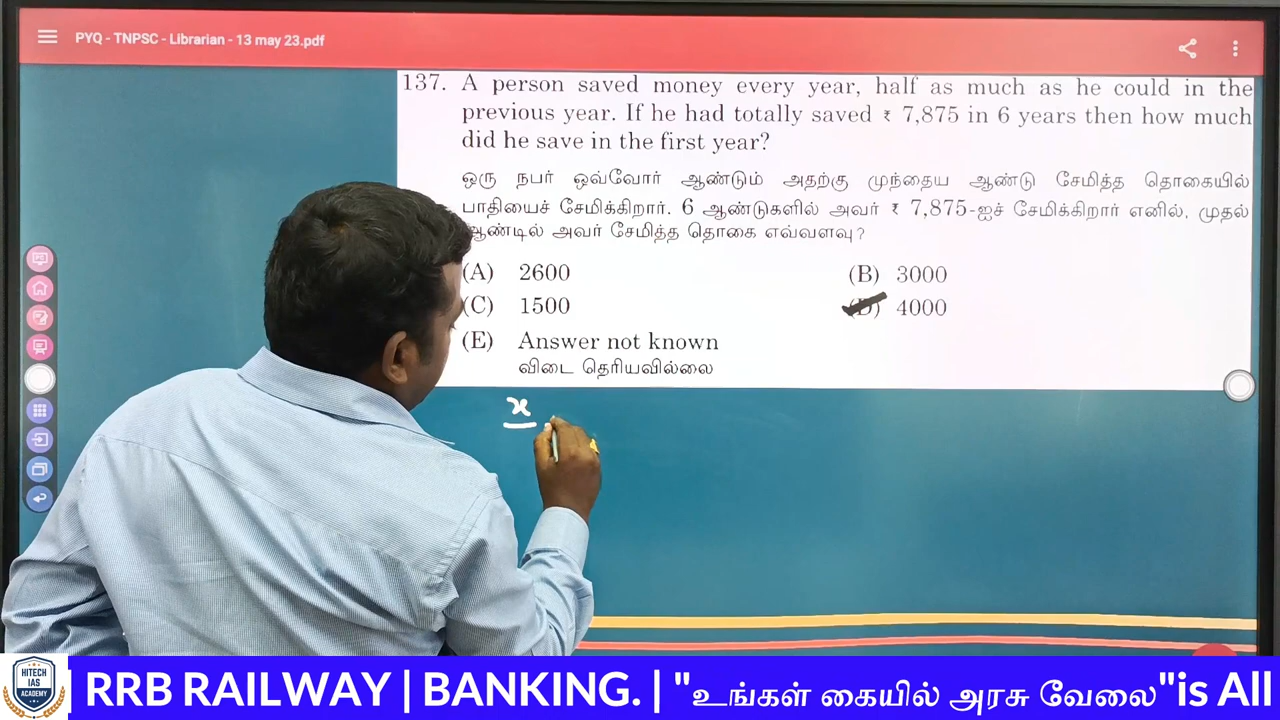 PYQ - TNPSC - Librarian - 13 may 23.pdf
137. A person saved money every year, half as much as he could in the
previous year. If he had totally saved ₹ 7,875 in 6 years then how much
did he save in the first year?
ஒரு நபர் ஒவ்வோர் ஆண்டும் அதற்கு முந்தைய ஆண்டு சேமித்த தொகையில்
பாதியைச் சேமிக்கிறார். 6 ஆண்டுகளில் அவர் ₹ 7,875-ஐச் சேமிக்கிறார் எனில், முதல்
ஆண்டில் அவர் சேமித்த தொகை எவ்வளவு?
(A) 2600 (B) 3000
(C) 1500 (D) 4000
(E) Answer not known
விடை தெரியவில்லை
x
HITECH
IAS
ACADEMY
RRB RAILWAY | BANKING. | "உங்கள் கையில் அரசு வேலை"is All